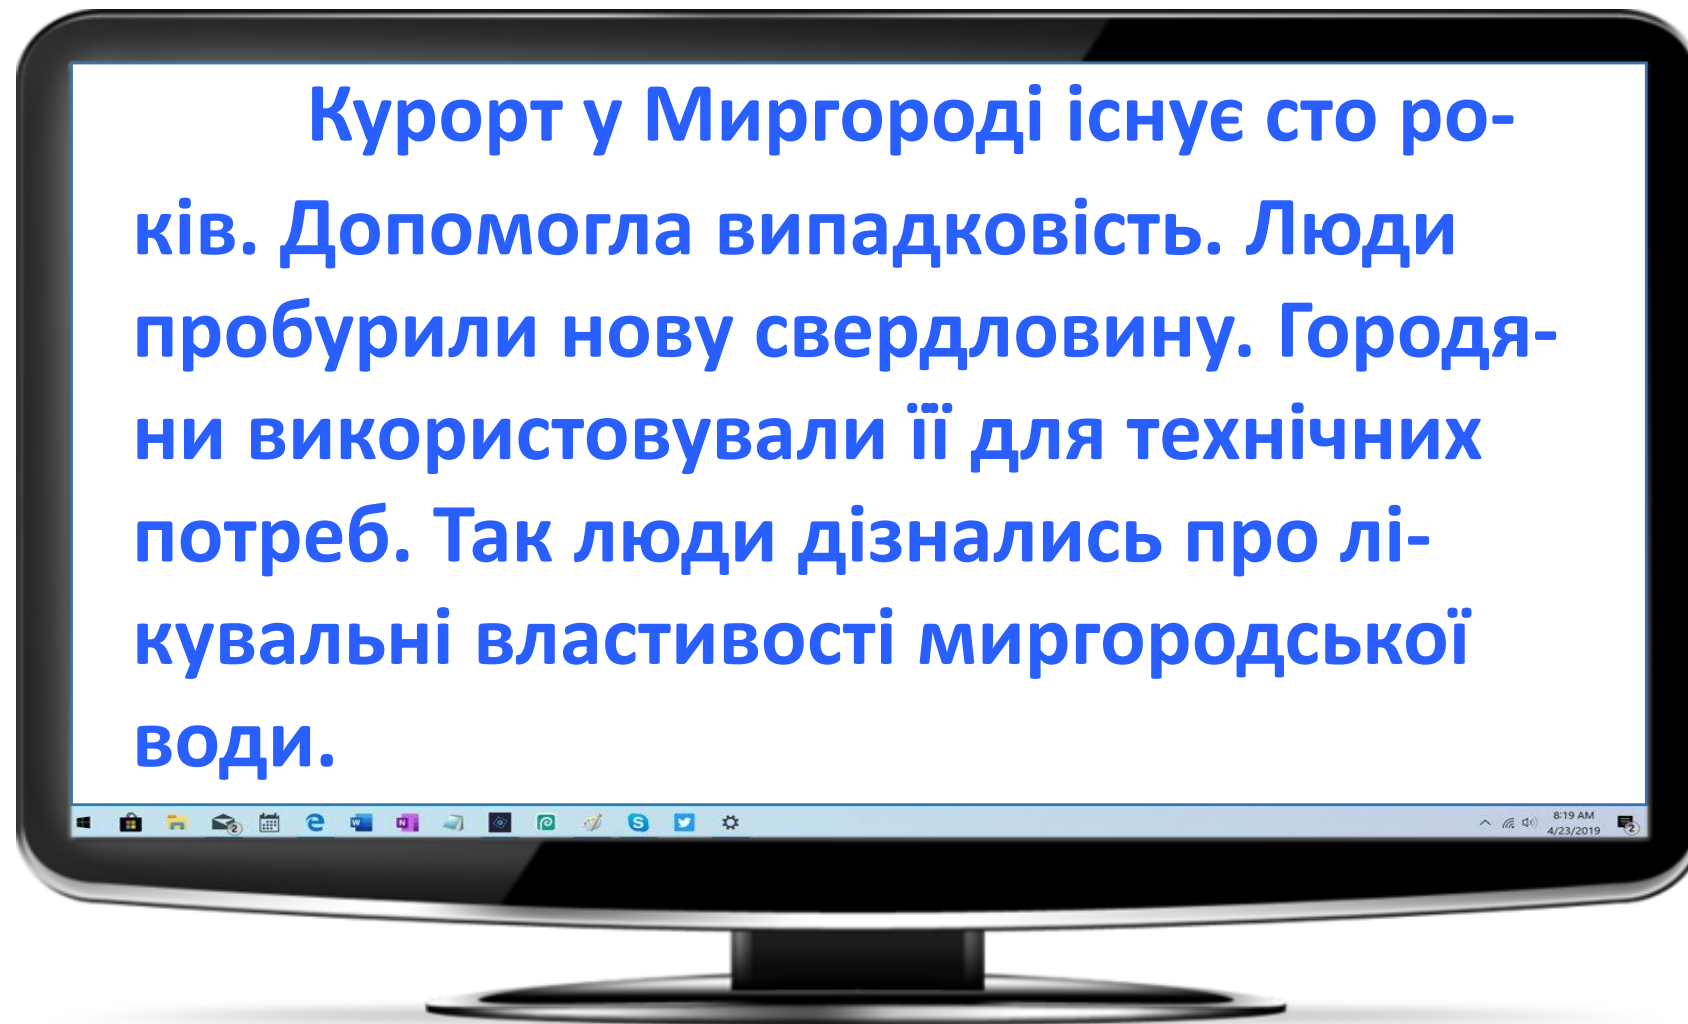 Курорт у Миргороді існує сто ро-
ків. Допомогла випадковість. Люди
пробурили нову свердловину. Городя-
ни використовували її для технічних
потреб. Так люди дізнались про лі-
кувальні властивості миргородської
води.
8:19 AM
4/23/2019